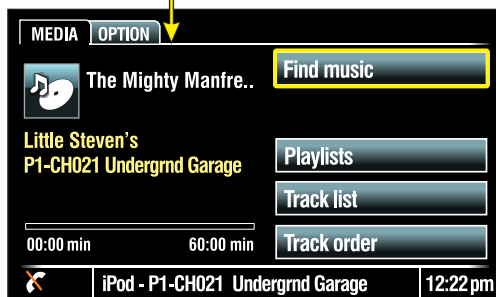 MEDIA OPTION
The Mighty Manfre..
Find music
Little Steven's
P1-CH021 Undergrnd Garage
Playlists
Track list
00:00 min 60:00 min
Track order
iPod - P1-CH021 Undergrnd Garage 12:22 pm